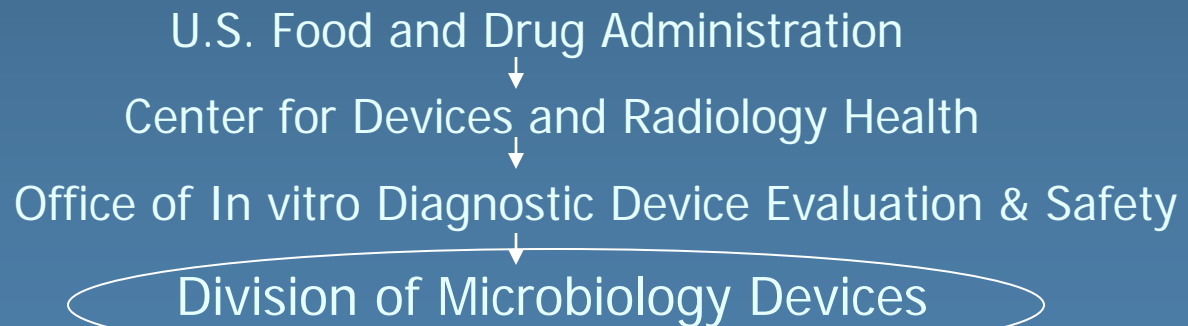 U.S. Food and Drug Administration
Center for Devices and Radiology Health
Office of In vitro Diagnostic Device Evaluation & Safety
Division of Microbiology Devices